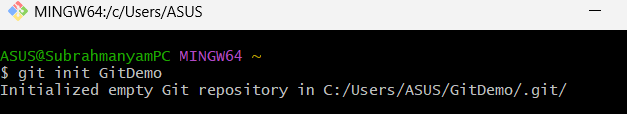 MINGW64:/c/Users/ASUS
ASUS@SubrahmanyamPC MINGW64 ~
$ git init GitDemo
Initialized empty Git repository in C:/Users/ASUS/GitDemo/.git/